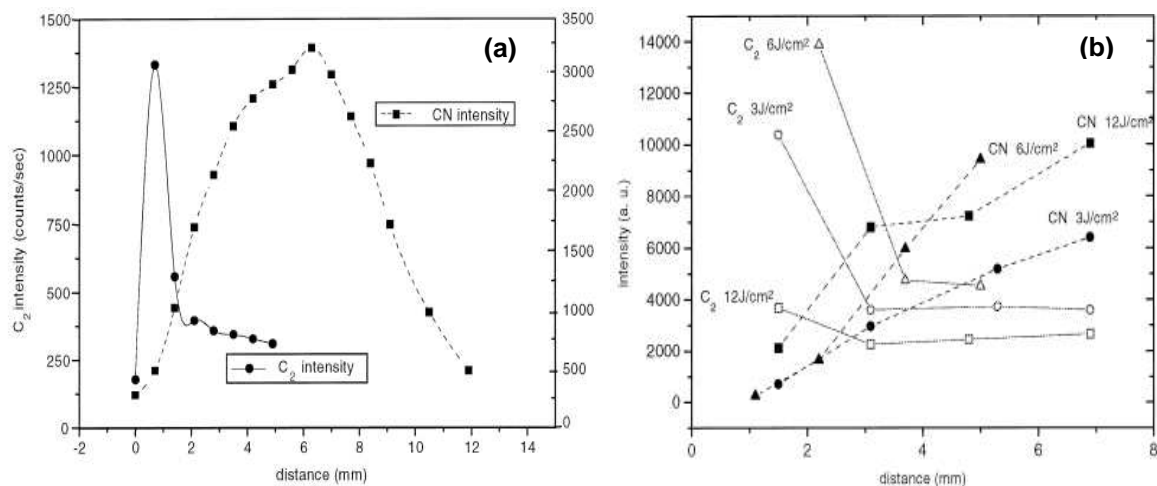 (a)
1500
1250
1000
750
500
250
0
C₂ intensity (counts/sec)
3500
3000
2500
2000
1500
1000
500
0
CN intensity
C₂ intensity
-2 0 2 4 6 8 10 12 14
distance (mm)
(b)
14000
12000
10000
8000
6000
4000
2000
0
intensity (a. u.)
C₂ 6J/cm²
C₂ 3J/cm²
CN 12J/cm²
CN 6J/cm²
CN 3J/cm²
C₂ 12J/cm²
0 2 4 6 8
distance (mm)